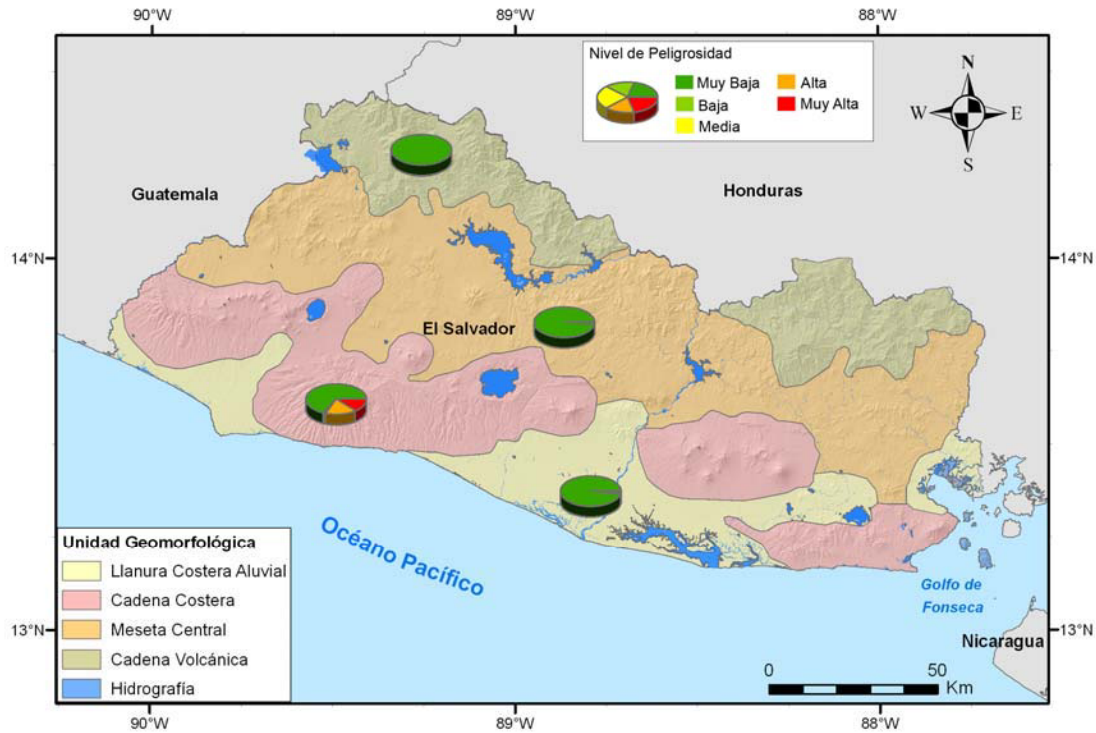 90°W 89°W 88°W
Nivel de Peligrosidad
Muy Baja
Alta
Baja
Muy Alta
Media
N
W E
S
Guatemala
Honduras
14°N 14°N
El Salvador
Océano Pacífico
Unidad Geomorfológica
Llanura Costera Aluvial
Cadena Costera
Meseta Central
Cadena Volcánica
Hidrografía
Golfo de
Fonseca
13°N 13°N
Nicaragua
0 50
Km
90°W 89°W 88°W